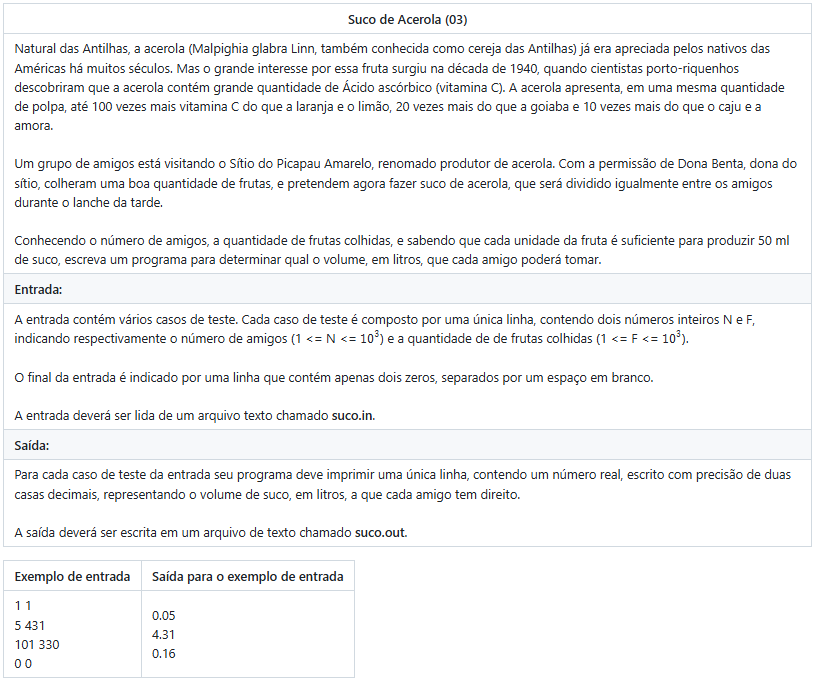 Suco de Acerola (03)
Natural das Antilhas, a acerola (Malpighia glabra Linn, também conhecida como cereja das Antilhas) já era apreciada pelos nativos das
Américas há muitos séculos. Mas o grande interesse por essa fruta surgiu na década de 1940, quando cientistas porto-riquenhos
descobriram que a acerola contém grande quantidade de Ácido ascórbico (vitamina C). A acerola apresenta, em uma mesma quantidade
de polpa, até 100 vezes mais vitamina C do que a laranja e o limão, 20 vezes mais do que a goiaba e 10 vezes mais do que o caju e a
amora.
Um grupo de amigos está visitando o Sítio do Picapau Amarelo, renomado produtor de acerola. Com a permissão de Dona Benta, dona do
sítio, colheram uma boa quantidade de frutas, e pretendem agora fazer suco de acerola, que será dividido igualmente entre os amigos
durante o lanche da tarde.
Conhecendo o número de amigos, a quantidade de frutas colhidas, e sabendo que cada unidade da fruta é suficiente para produzir 50 ml
de suco, escreva um programa para determinar qual o volume, em litros, que cada amigo poderá tomar.
Entrada:
A entrada contém vários casos de teste. Cada caso de teste é composto por uma única linha, contendo dois números inteiros N e F,
indicando respectivamente o número de amigos (1 <= N <= 10³) e a quantidade de de frutas colhidas (1 <= F <= 10³).
O final da entrada é indicado por uma linha que contém apenas dois zeros, separados por um espaço em branco.
A entrada deverá ser lida de um arquivo texto chamado suco.in.
Saída:
Para cada caso de teste da entrada seu programa deve imprimir uma única linha, contendo um número real, escrito com precisão de duas
casas decimais, representando o volume de suco, em litros, a que cada amigo tem direito.
A saída deverá ser escrita em um arquivo de texto chamado suco.out.
Exemplo de entrada
Saída para o exemplo de entrada
1 1
5 431
101 330
0 0
0.05
4.31
0.16